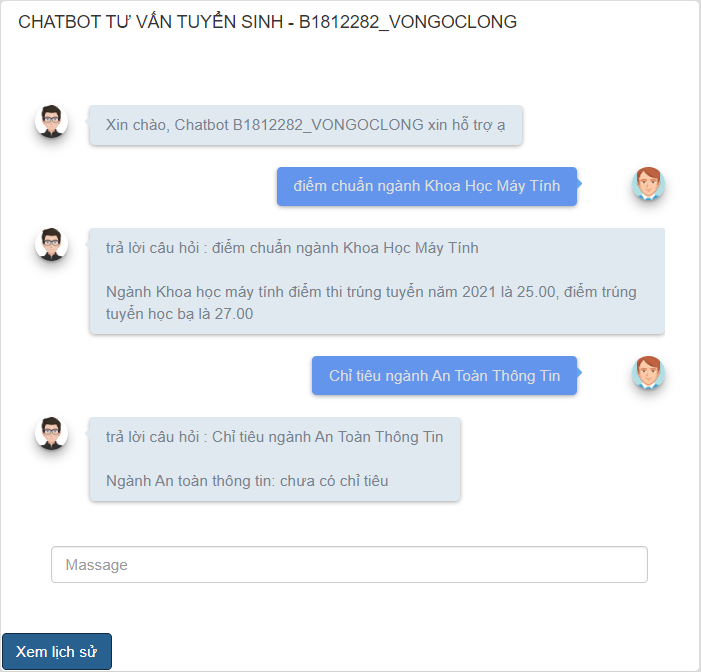 CHATBOT TƯ VẤN TUYỂN SINH - B1812282_VONGOCLONG
Xin chào, Chatbot B1812282_VONGOCLONG xin hỗ trợ ạ
điểm chuẩn ngành Khoa Học Máy Tính
trả lời câu hỏi : điểm chuẩn ngành Khoa Học Máy Tính
Ngành Khoa học máy tính điểm thi trúng tuyển năm 2021 là 25.00, điểm trúng
tuyển học bạ là 27.00
Chỉ tiêu ngành An Toàn Thông Tin
trả lời câu hỏi : Chỉ tiêu ngành An Toàn Thông Tin
Ngành An toàn thông tin: chưa có chỉ tiêu
Massage
Xem lịch sử